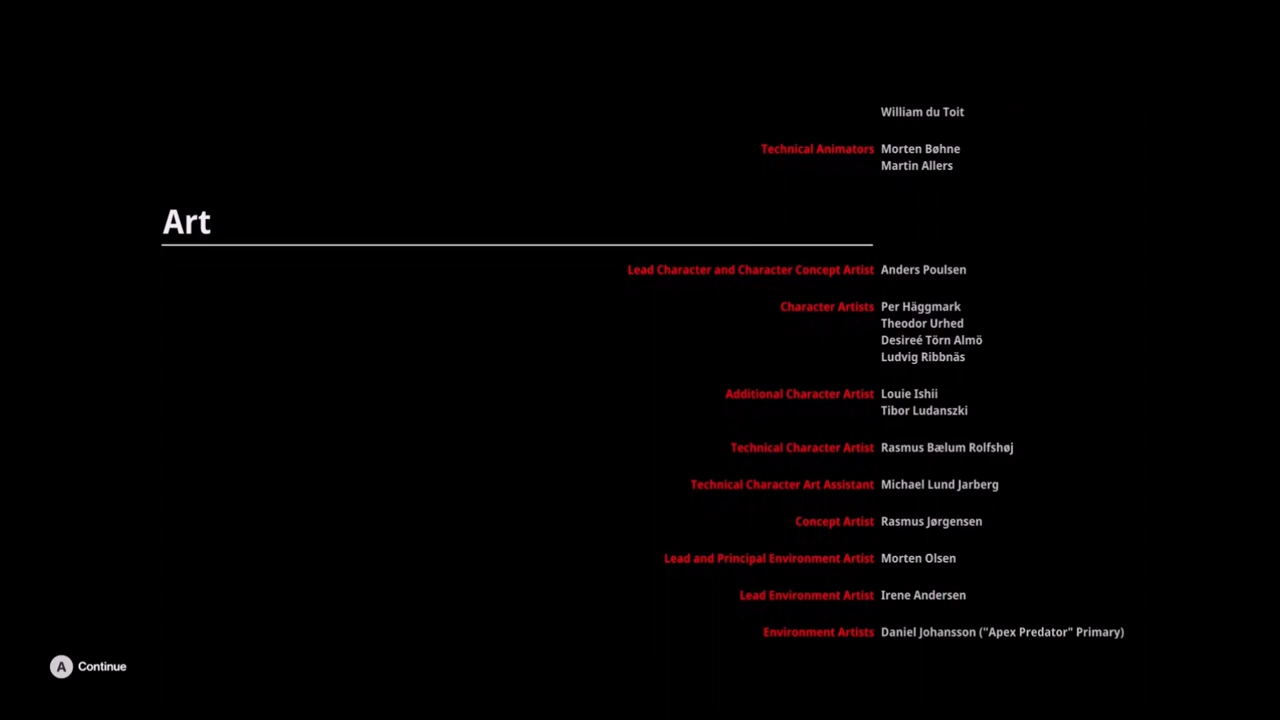 William du Toit
Technical Animators Morten Bøhne
Martin Allers
Art
Lead Character and Character Concept Artist Anders Poulsen
Character Artists Per Häggmark
Theodor Urhed
Desireé Törn Almö
Ludvig Ribbnäs
Additional Character Artist Louie Ishii
Tibor Ludanszki
Technical Character Artist Rasmus Bælum Rolfshøj
Technical Character Art Assistant Michael Lund Jarberg
Concept Artist Rasmus Jørgensen
Lead and Principal Environment Artist Morten Olsen
Lead Environment Artist Irene Andersen
Environment Artists Daniel Johansson ("Apex Predator" Primary)
A Continue